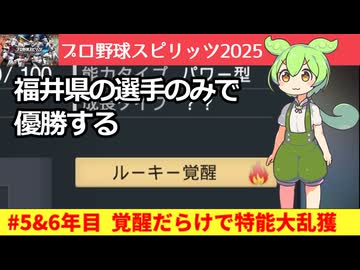 プロ野球スピリッツ2025
/100
能力タイプ パワー型
成長タイプ ？？
福井県の選手のみで
優勝する
ルーキー覚醒
#5&6年目 覚醒だらけで特能大乱獲